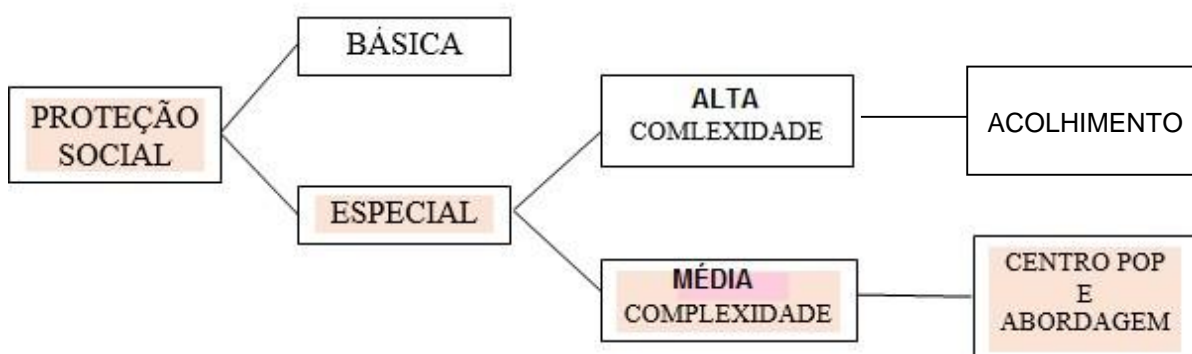 PROTEÇÃO
SOCIAL
BÁSICA
ESPECIAL
ALTA
COMLEXIDADE
ACOLHIMENTO
MÉDIA
COMPLEXIDADE
CENTRO POP
E
ABORDAGEM